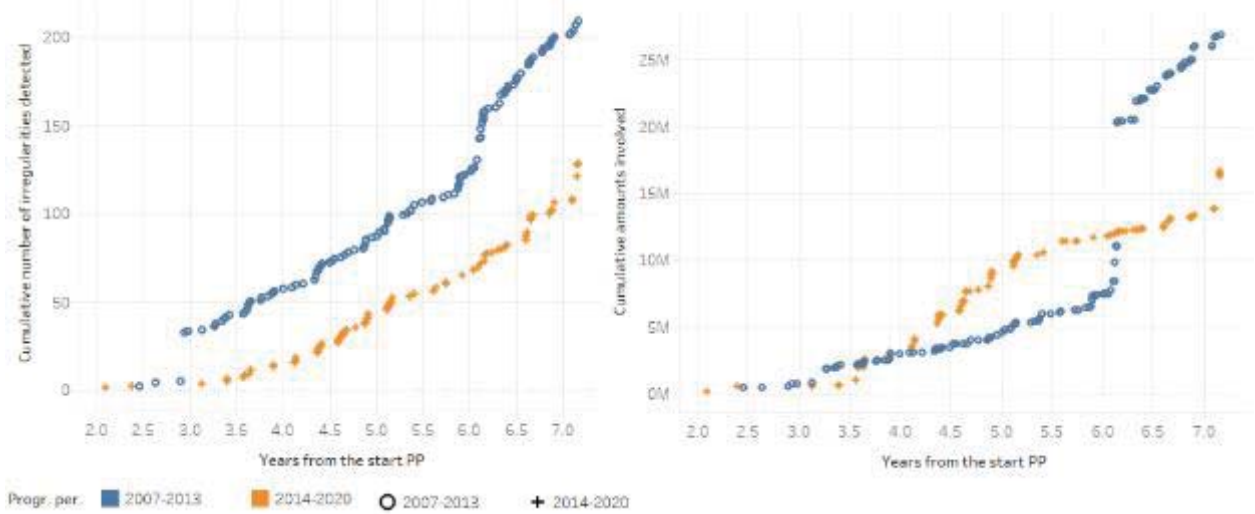 Cumulative number of irregularities detected
200
150
100
50
0
2.0 2.5 3.0 3.5 4.0 4.5 5.0 5.5 6.0 6.5 7.0
Years from the start PP
Cumulative amounts involved
25M
20M
15M
10M
5M
0M
2.0 2.5 3.0 3.5 4.0 4.5 5.0 5.5 6.0 6.5 7.0
Years from the start PP
Progr. per. 2007-2013 2014-2020 2007-2013 2014-2020